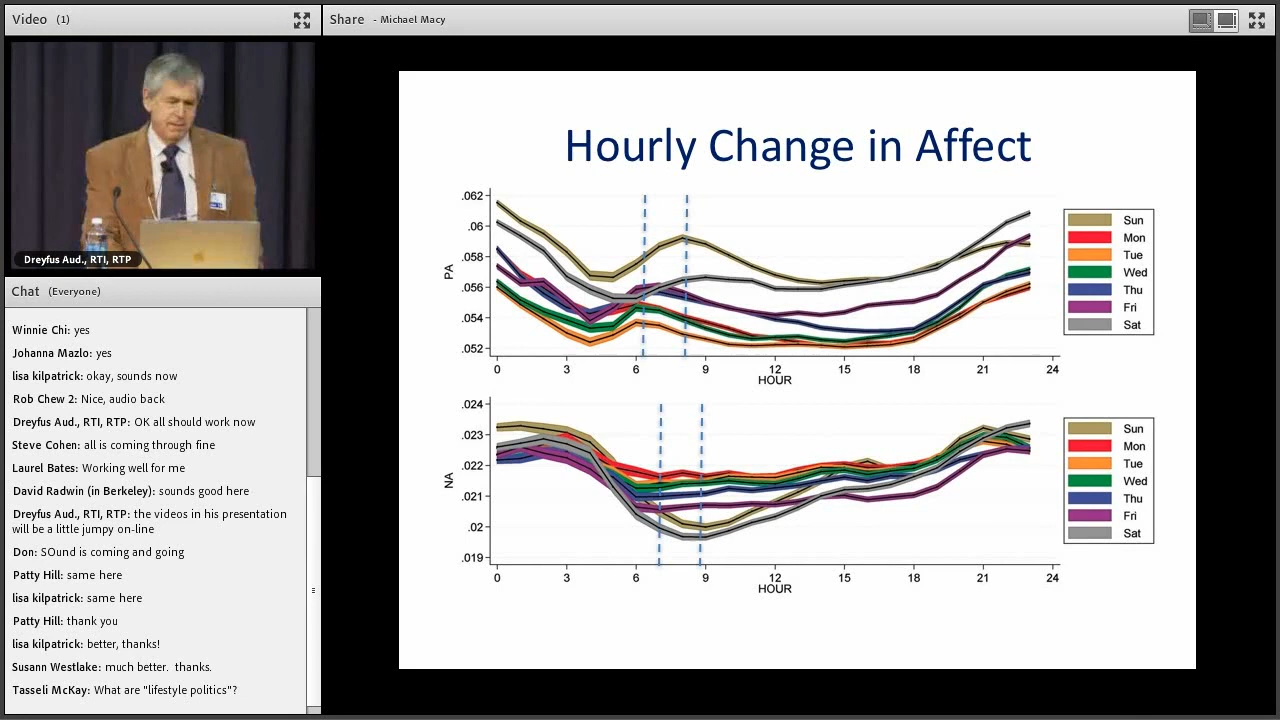 Video (1)
Share - Michael Macy
Dreyfus Aud., RTI, RTP
Chat (Everyone)
Winnie Chi: yes
Johanna Mazlo: yes
lisa kilpatrick: okay, sounds now
Rob Chew 2: Nice, audio back
Dreyfus Aud., RTI, RTP: OK all should work now
Steve Cohen: all is coming through fine
Laurel Bates: Working well for me
David Radwin (in Berkeley): sounds good here
Dreyfus Aud., RTI, RTP: the videos in his presentation
will be a little jumpy on-line
Don: SOund is coming and going
Patty Hill: same here
lisa kilpatrick: same here
Patty Hill: thank you
lisa kilpatrick: better, thanks!
Susann Westlake: much better. thanks.
Tasseli McKay: What are "lifestyle politics"?
Hourly Change in Affect
PA
.062
.06
.058
.056
.054
.052
0 3 6 9 12 15 18 21 24
HOUR
Sun
Mon
Tue
Wed
Thu
Fri
Sat
NA
.024
.023
.022
.021
.02
.019
0 3 6 9 12 15 18 21 24
HOUR
Sun
Mon
Tue
Wed
Thu
Fri
Sat